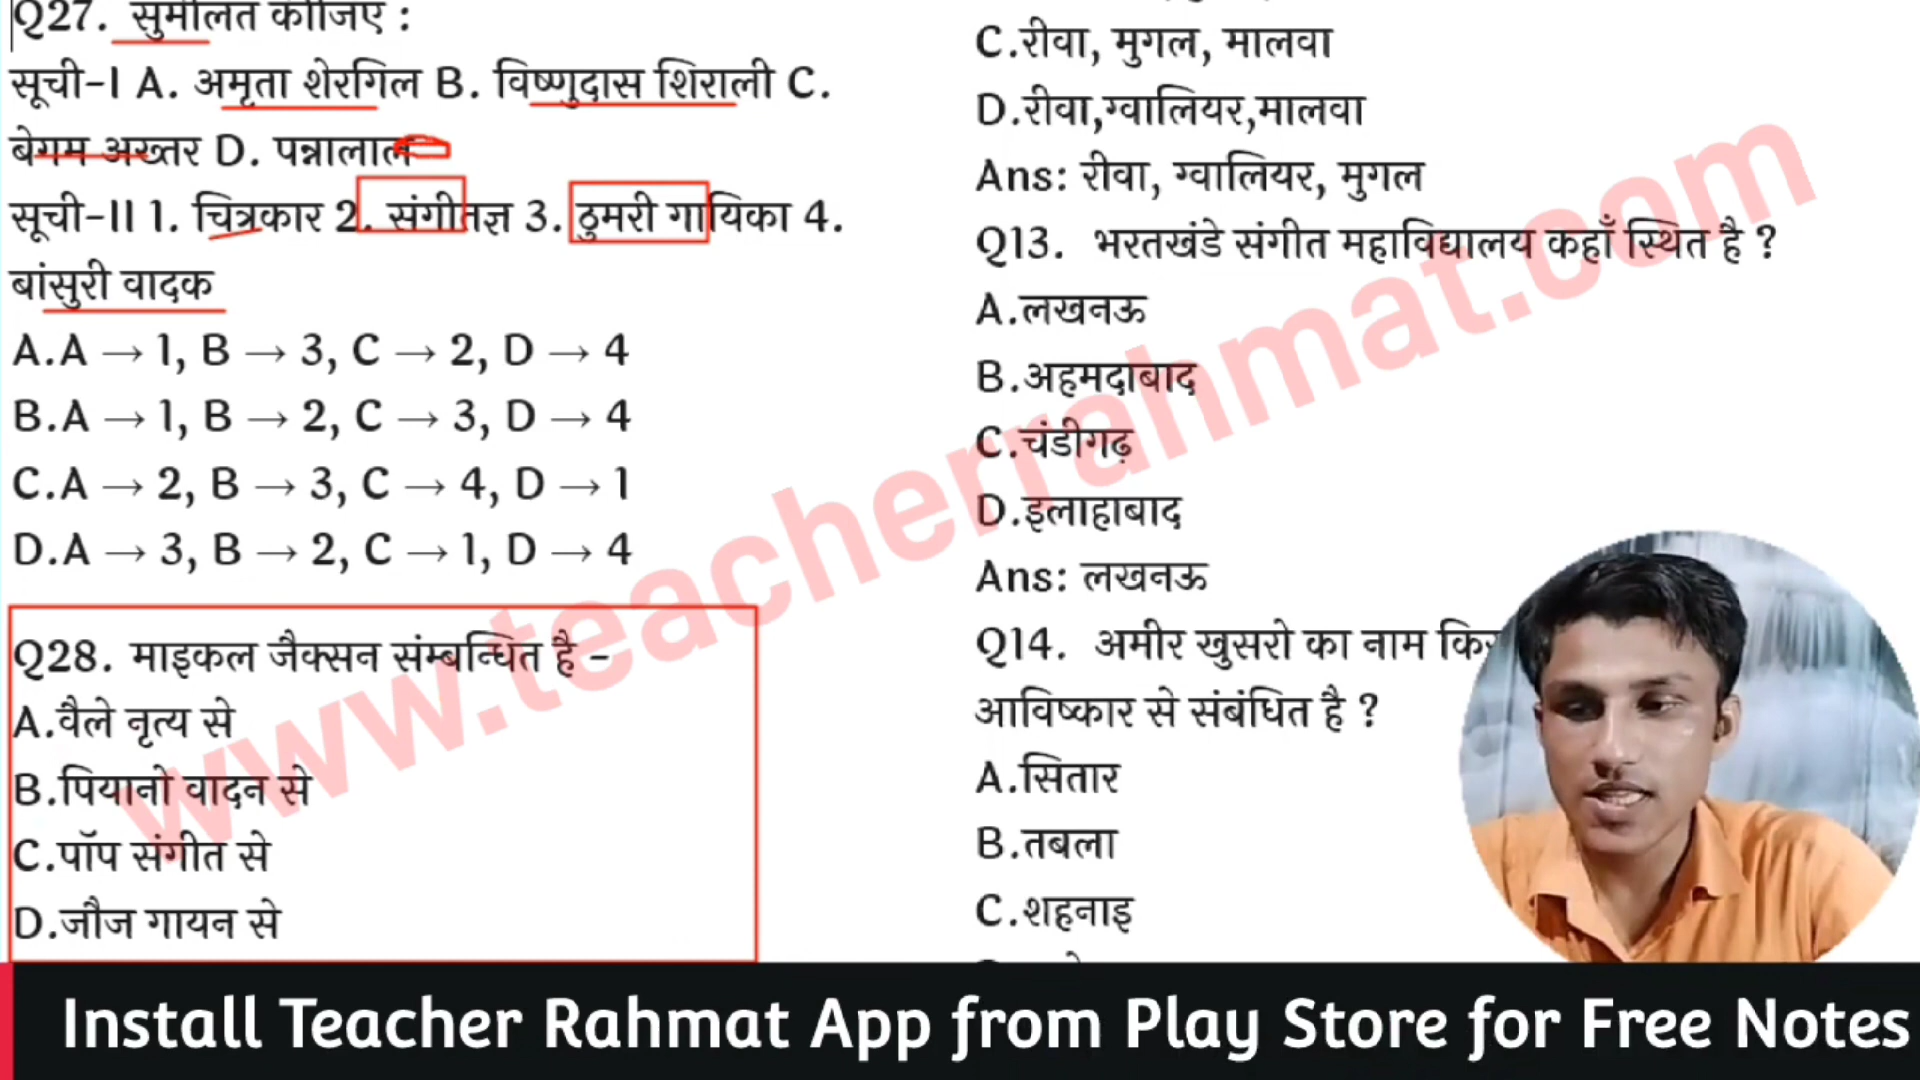 Q27. सुमेलित कीजिए :
सूची-I A. अमृता शेरगिल B. विष्णुदास शिराली C.
बेगम अख्तर D. पन्नालाल
सूची-II 1. चित्रकार 2. संगीतज्ञ 3. ठुमरी गायिका 4.
बांसुरी वादक
A.A → 1, B → 3, C → 2, D → 4
B.A → 1, B → 2, C → 3, D → 4
C.A → 2, B → 3, C → 4, D → 1
D.A → 3, B → 2, C → 1, D → 4
Q28. माइकल जैक्सन संम्बन्धित है –
A.वैले नृत्य से
B.पियानो वादन से
C.पॉप संगीत से
D.जौज गायन से
C.रीवा, मुगल, मालवा
D.रीवा,ग्वालियर,मालवा
Ans: रीवा, ग्वालियर, मुगल
Q13. भरतखंडे संगीत महाविद्यालय कहाँ स्थित है ?
A.लखनऊ
B.अहमदाबाद
C.चंडीगढ़
D.इलाहाबाद
Ans: लखनऊ
Q14. अमीर खुसरो का नाम
आविष्कार से संबंधित है ?
A.सितार
B.तबला
C.शहनाइ
www.teacherrahmat.com
Install Teacher Rahmat App from Play Store for Free Notes